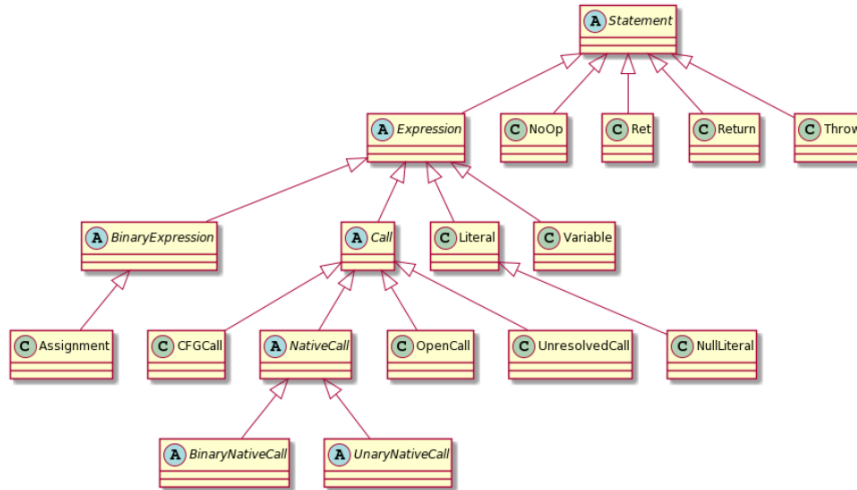 A Statement
A Expression
C NoOp
C Ret
C Return
C Throw
A BinaryExpression
A Call
C Literal
C Variable
C Assignment
C CFGCall
A NativeCall
C OpenCall
C UnresolvedCall
C NullLiteral
A BinaryNativeCall
A UnaryNativeCall